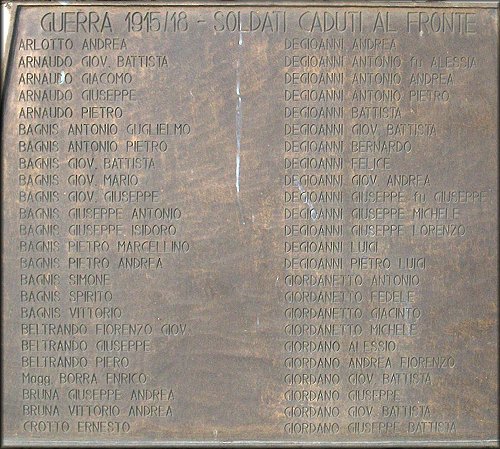 GUERRA 1915/18 - SOLDATI CADUTI AL FRONTE
ARLOTTO ANDREA
ARNAUDO GIOV. BATTISTA
ARNAUDO GIACOMO
ARNAUDO GIUSEPPE
ARNAUDO PIETRO
BAGNIS ANTONIO GUGLIELMO
BAGNIS ANTONIO PIETRO
BAGNIS GIOV. BATTISTA
BAGNIS GIOV. MARIO
BAGNIS GIOV. GIUSEPPE
BAGNIS GIUSEPPE ANTONIO
BAGNIS GIUSEPPE ISIDORO
BAGNIS PIETRO MARCELLINO
BAGNIS PIETRO ANDREA
BAGNIS SIMONE
BAGNIS SPIRITO
BAGNIS VITTORIO
BELTRANDO FIORENZO GIOV.
BELTRANDO GIUSEPPE
BELTRANDO PIERO
Magg. BORRA ENRICO
BRUNA GIUSEPPE ANDREA
BRUNA VITTORIO ANDREA
CROTTO ERNESTO
DEGIOANNI ANDREA
DEGIOANNI ANTONIO fu ALESSIA
DEGIOANNI ANTONIO ANDREA
DEGIOANNI ANTONIO PIETRO
DEGIOANNI BATTISTA
DEGIOANNI GIOV. BATTISTA
DEGIOANNI BERNARDO
DEGIOANNI FELICE
DEGIOANNI GIOV. ANDREA
DEGIOANNI GIUSEPPE fu GIUSEPPE
DEGIOANNI GIUSEPPE MICHELE
DEGIOANNI GIUSEPPE LORENZO
DEGIOANNI LUIGI
DEGIOANNI PIETRO LUIGI
GIORDANETTO ANTONIO
GIORDANETTO FEDELE
GIORDANETTO GIACINTO
GIORDANETTO MICHELE
GIORDANO ALESSIO
GIORDANO ANDREA FIORENZO
GIORDANO GIOV. BATTISTA
GIORDANO GIUSEPPE
GIORDANO GIOV. BATTISTA
GIORDANO GIUSEPPE BATTISTA